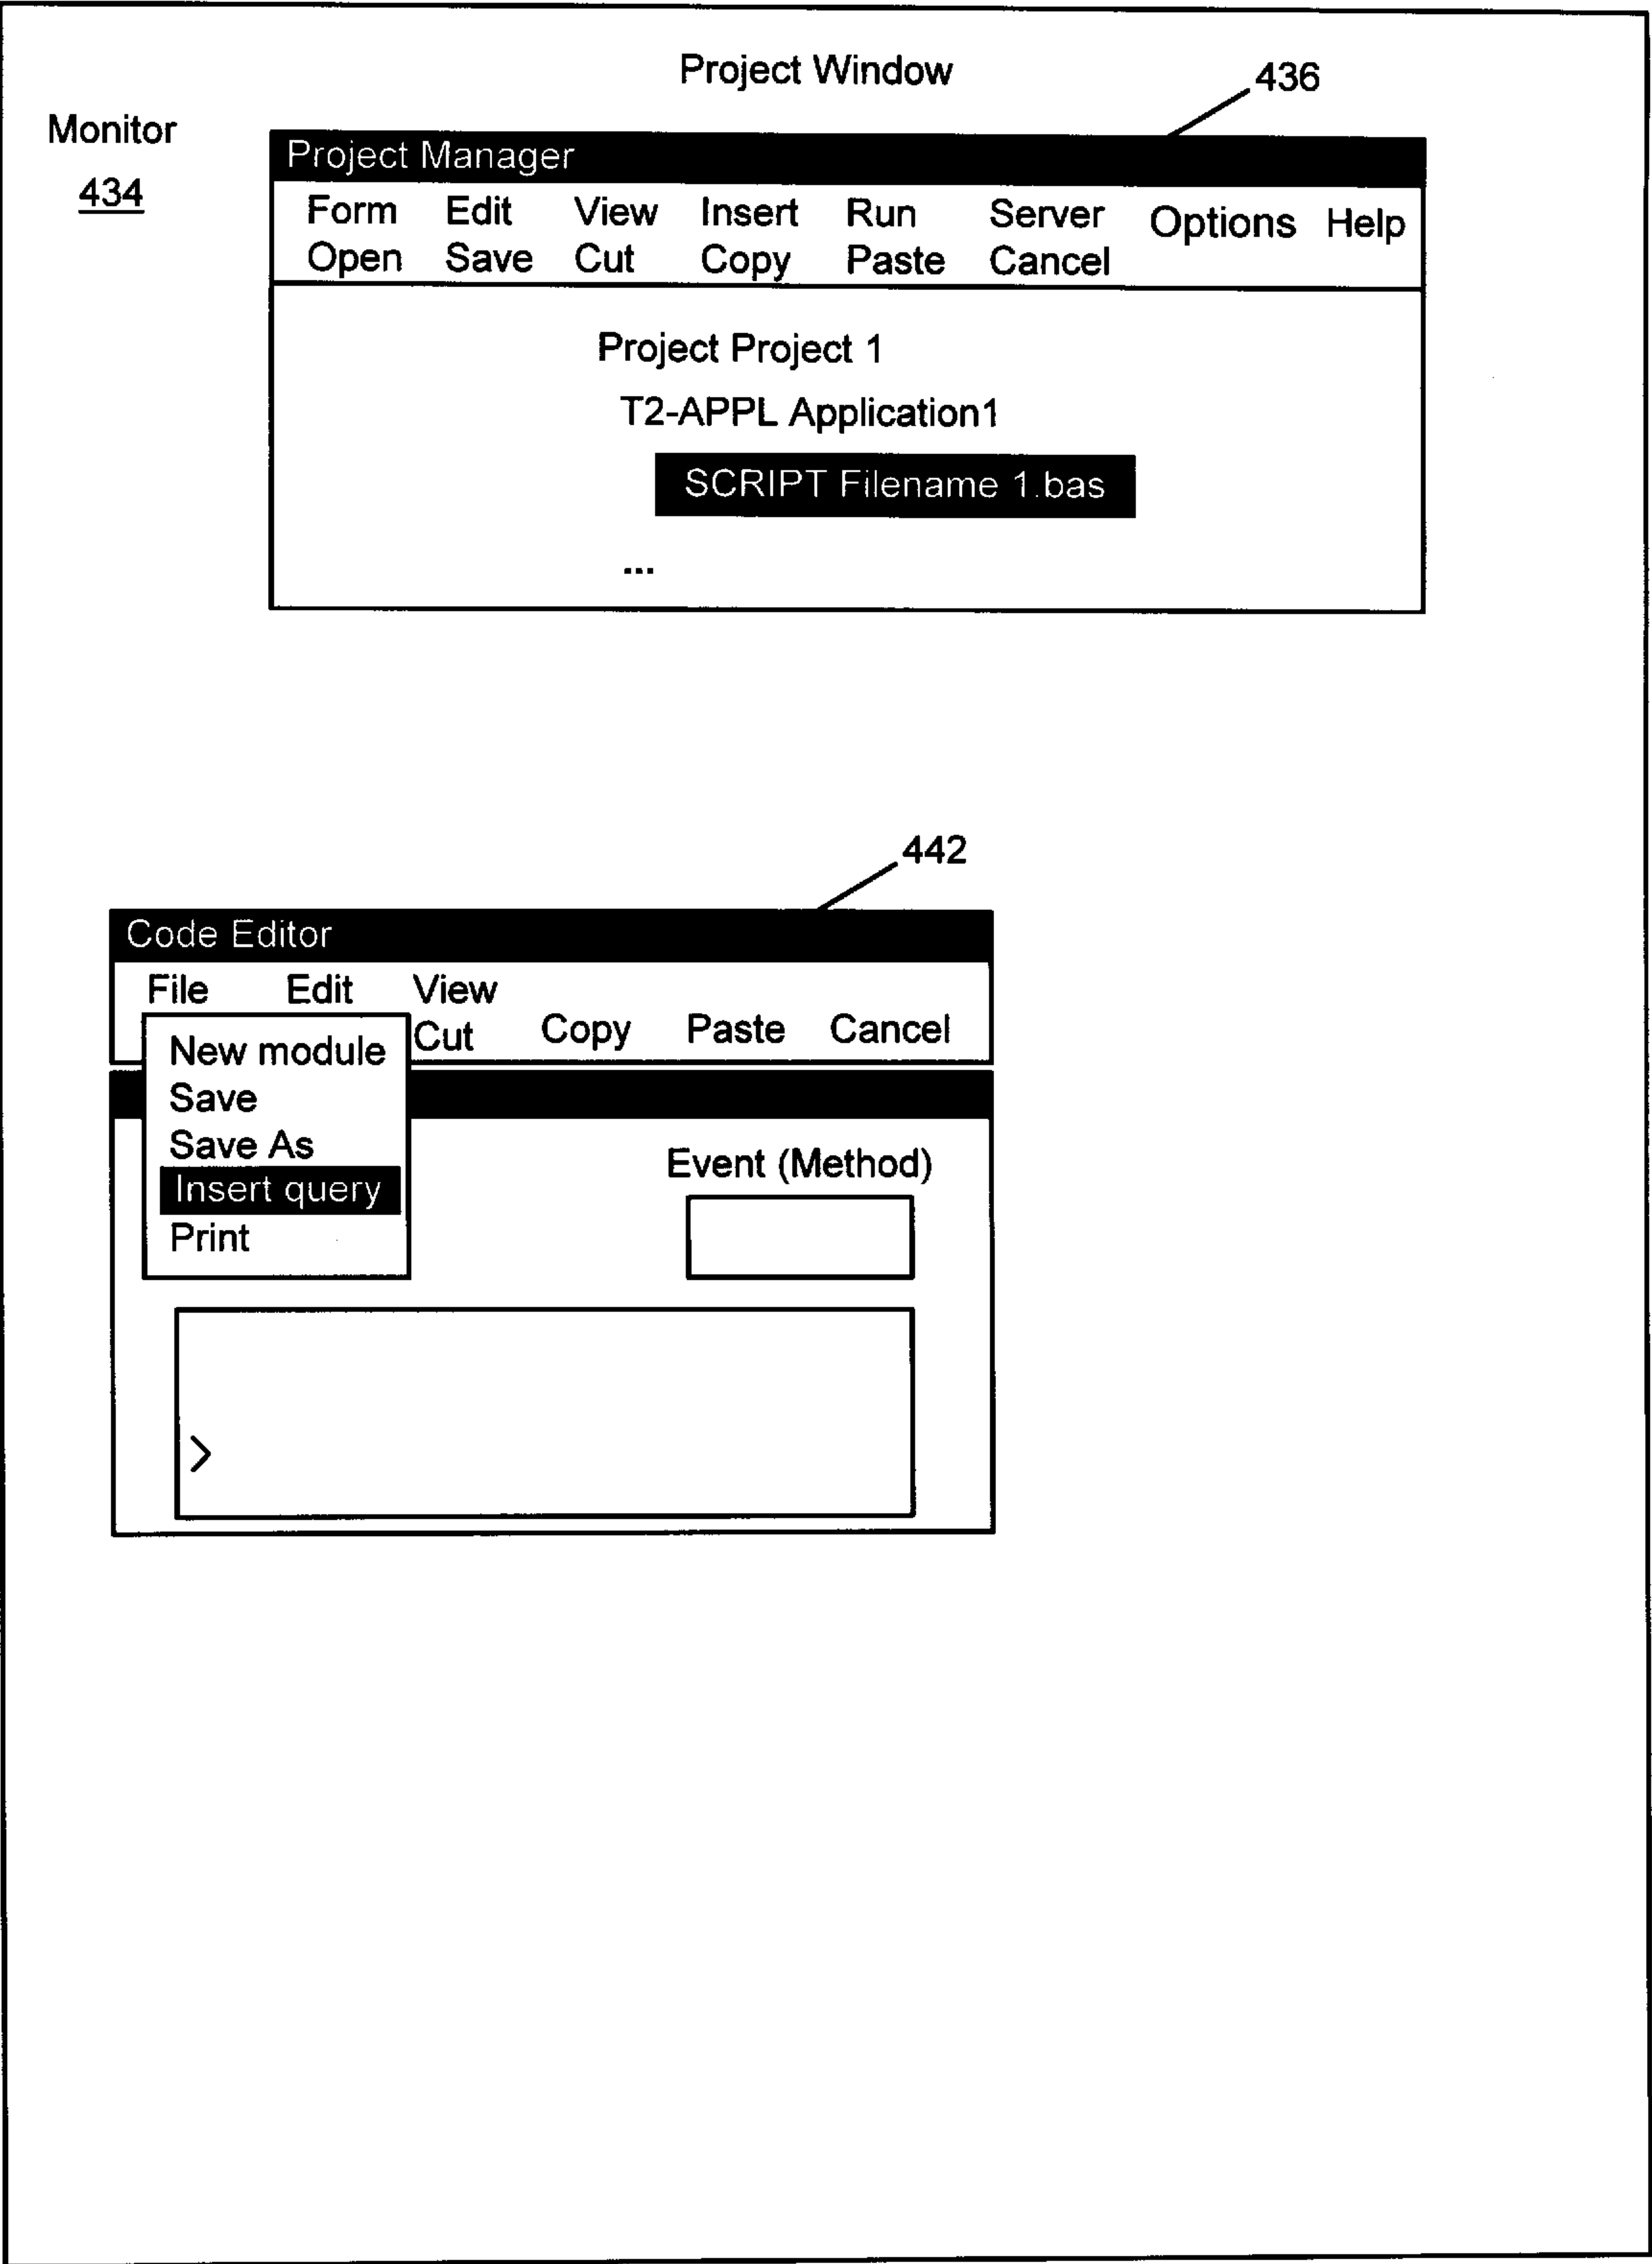 Project Window
436
Monitor
434
Project Manager
Form Edit View Insert Run Server Options Help
Open Save Cut Copy Paste Cancel
Project Project 1
T2-APPL Application1
SCRIPT Filename 1.bas
...
442
Code Editor
File Edit View
Cut Copy Paste Cancel
New module
Save
Save As
Insert query
Print
Event (Method)
>